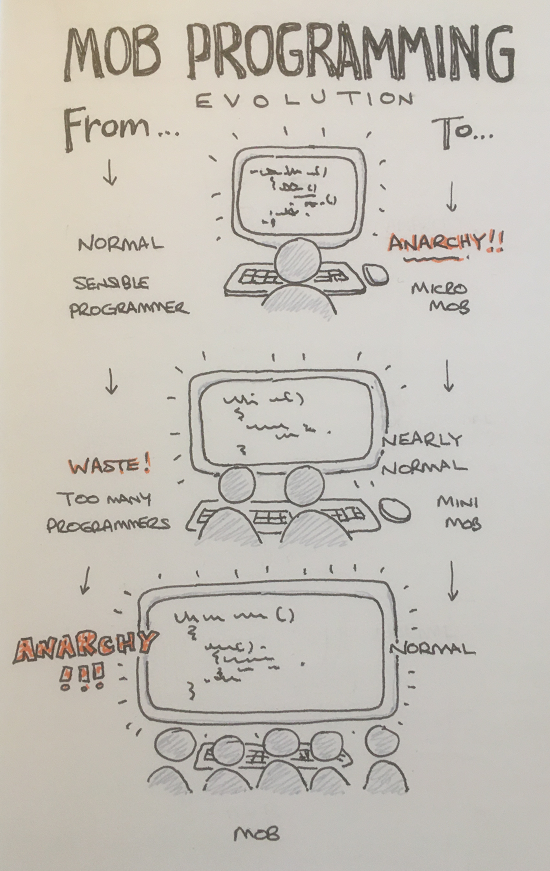 MOB PROGRAMMING
EVOLUTION
From...
To...
NORMAL
SENSIBLE
PROGRAMMER
ANARCHY!!
MICRO
MOB
WASTE!
TOO MANY
PROGRAMMERS
NEARLY
NORMAL
MINI
MOB
ANARCHY
!!!
NORMAL
MOB